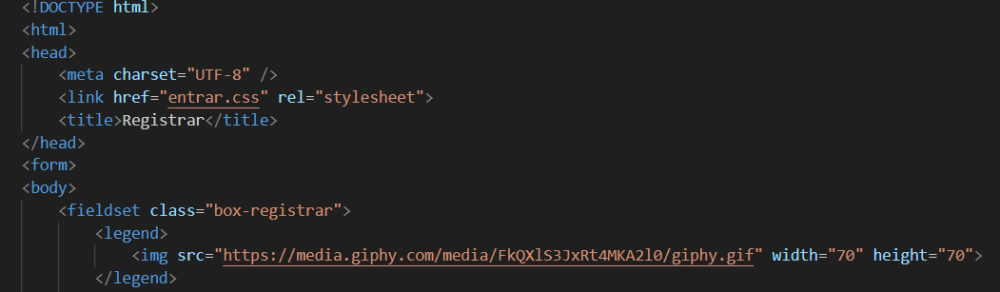 <!DOCTYPE html>
<html>
<head>
<meta charset="UTF-8" />
<link href="entrar.css" rel="stylesheet">
<title>Registrar</title>
</head>
<form>
<body>
<fieldset class="box-registrar">
<legend>
<img src="https://media.giphy.com/media/FkQXlS3JxRt4MKA2l0/giphy.gif" width="70" height="70">
</legend>